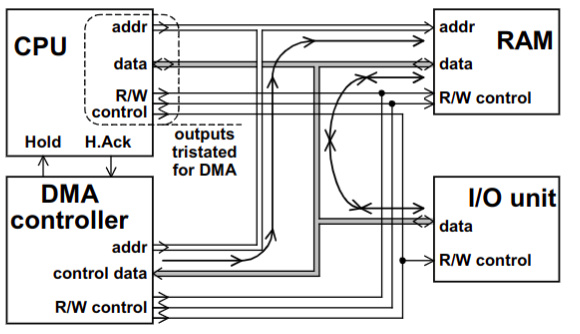 CPU
addr
data
R/W
control
Hold
H.Ack
outputs
tristated
for DMA
addr
RAM
data
R/W control
DMA
controller
addr
control data
R/W control
I/O unit
data
R/W control